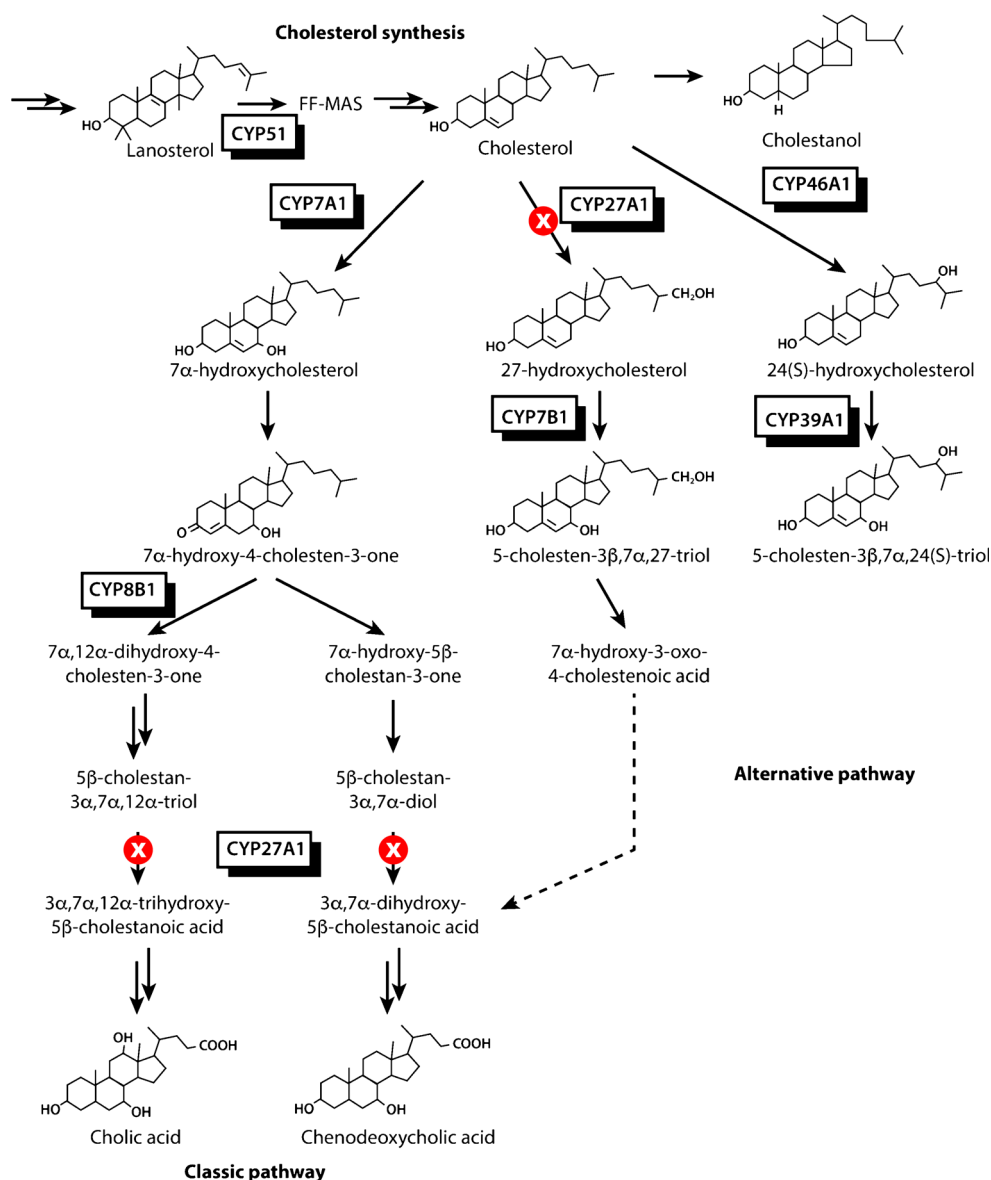 Cholesterol synthesis
HO
Lanosterol
CYP51
FF-MAS
HO
Cholesterol
HO
H
Cholestanol
CYP7A1
X
CYP27A1
CYP46A1
HO
OH
7α-hydroxycholesterol
CH₂OH
HO
27-hydroxycholesterol
OH
HO
24(S)-hydroxycholesterol
CYP7B1
CYP39A1
O
OH
7α-hydroxy-4-cholesten-3-one
CH₂OH
HO
OH
5-cholesten-3β,7α,27-triol
OH
HO
OH
5-cholesten-3β,7α,24(S)-triol
CYP8B1
7α,12α-dihydroxy-4-
cholesten-3-one
7α-hydroxy-5β-
cholestan-3-one
7α-hydroxy-3-oxo-
4-cholestenoic acid
5β-cholestan-
3α,7α,12α-triol
5β-cholestan-
3α,7α-diol
Alternative pathway
X
CYP27A1
X
3α,7α,12α-trihydroxy-
5β-cholestanoic acid
3α,7α-dihydroxy-
5β-cholestanoic acid
OH
COOH
HO
OH
Cholic acid
COOH
HO
OH
Chenodeoxycholic acid
Classic pathway